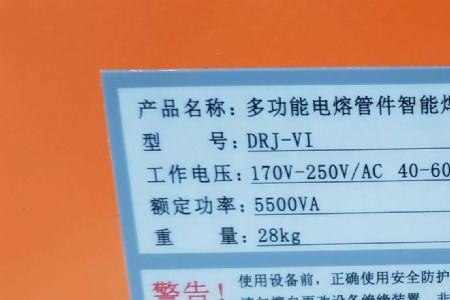 产品名称: 多功能电熔管件智能焊
型 号: DRJ-VI
工作电压: 170V-250V/AC 40-60
额定功率: 5500VA
重 量: 28kg
警告!
使用设备前，正确使用安全防护